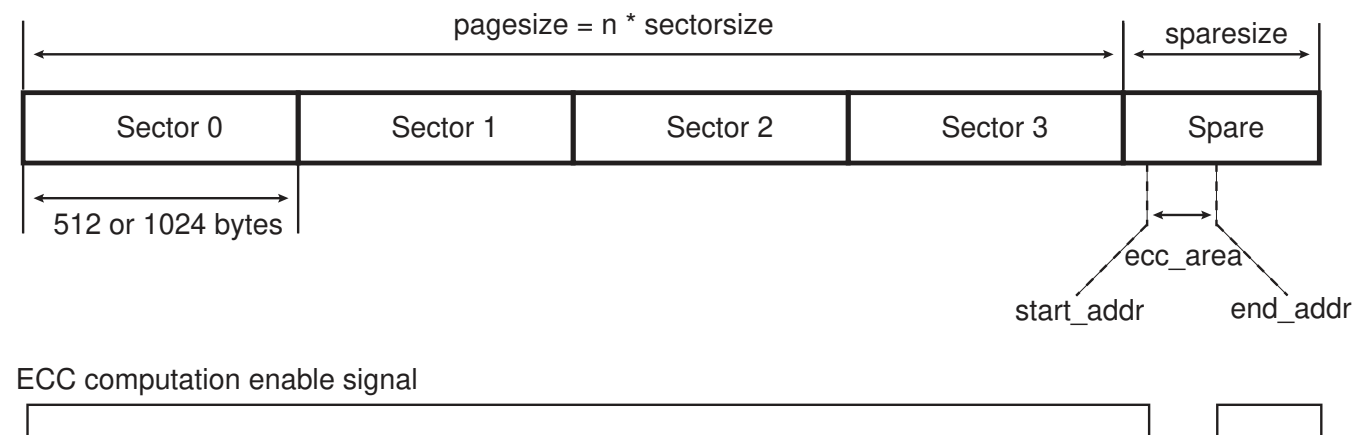 pagesize = n * sectorsize
sparesize
Sector 0 Sector 1 Sector 2 Sector 3 Spare
512 or 1024 bytes
ecc_area
start_addr end_addr
ECC computation enable signal